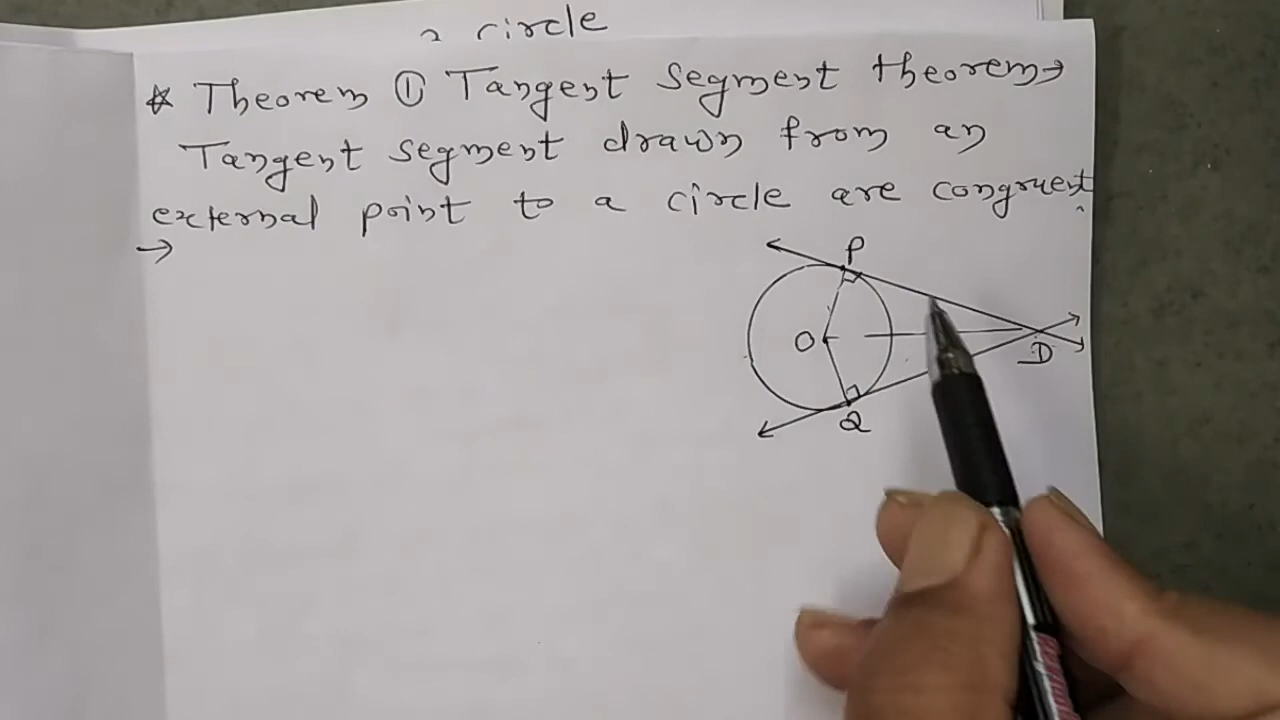 a circle
* Theorem ① Tangent segment theorem→
Tangent segment drawn from an
external point to a circle are congruent.
→
P
O
D
Q